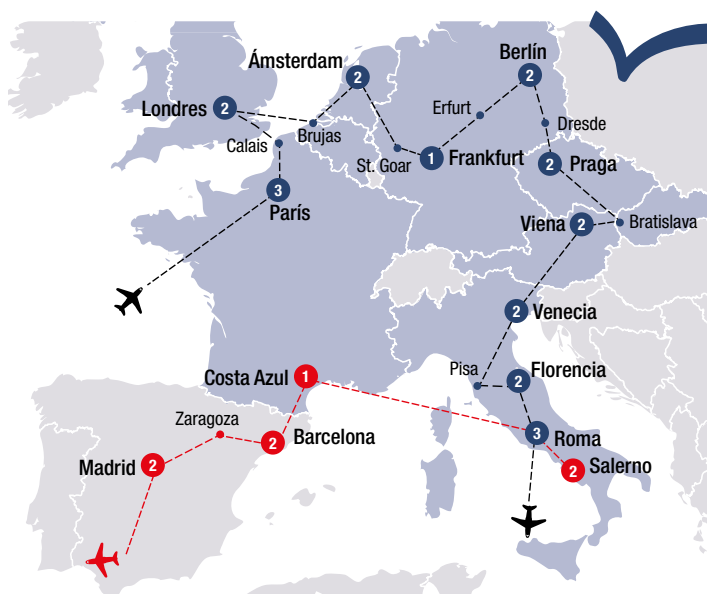 Ámsterdam
2
Berlín
2
Londres
2
Erfurt
Brujas
Dresde
Calais
St. Goar
1
Frankfurt
Praga
2
3
París
Viena
2
Bratislava
2
Venecia
Pisa
Florencia
2
Costa Azul
1
Zaragoza
3
Roma
Barcelona
2
Madrid
2
Salerno
2